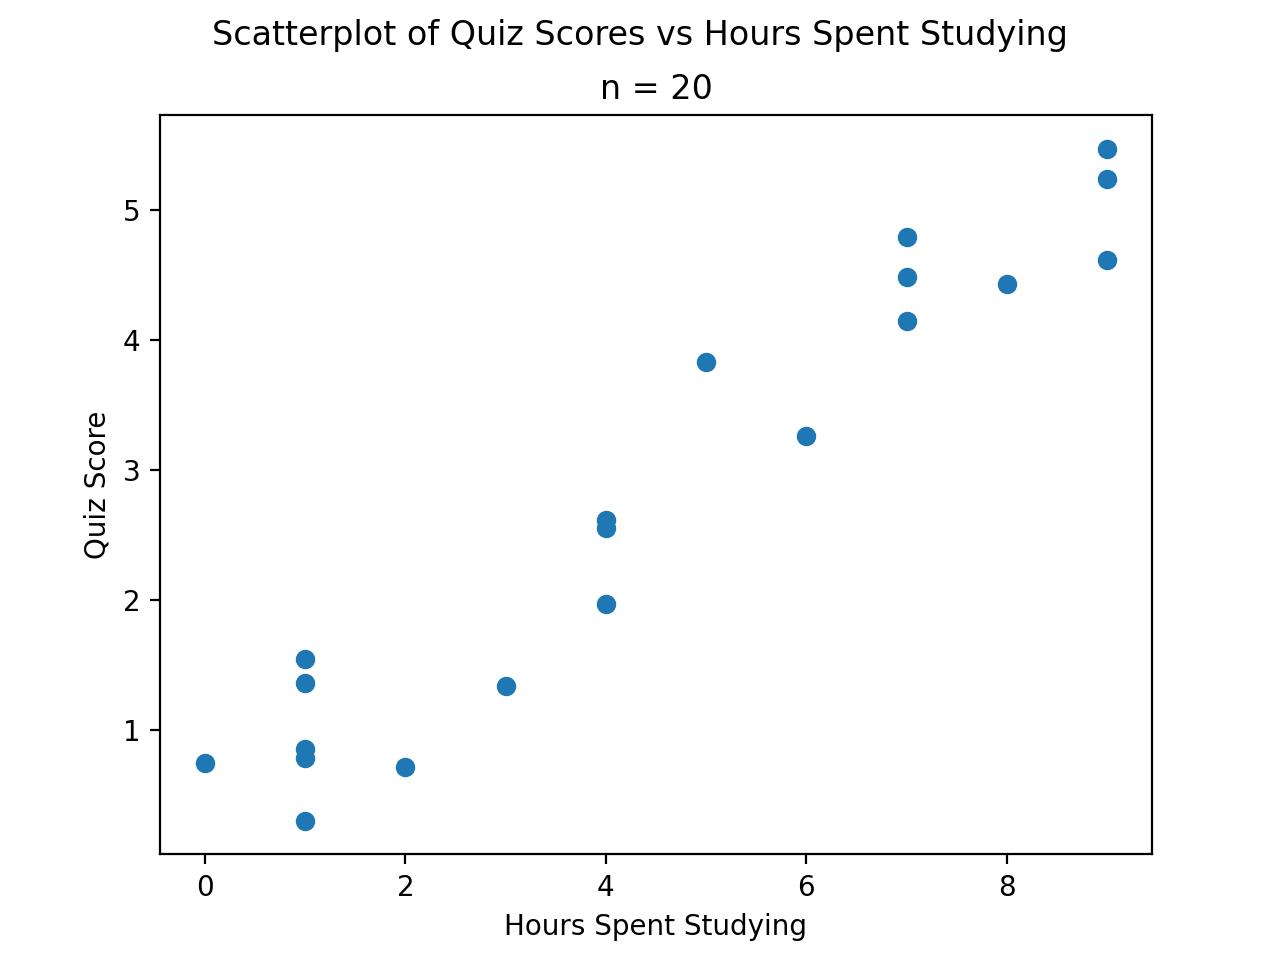 Scatterplot of Quiz Scores vs Hours Spent Studying
n = 20
5
4
3
2
1
Quiz Score
0 2 4 6 8
Hours Spent Studying